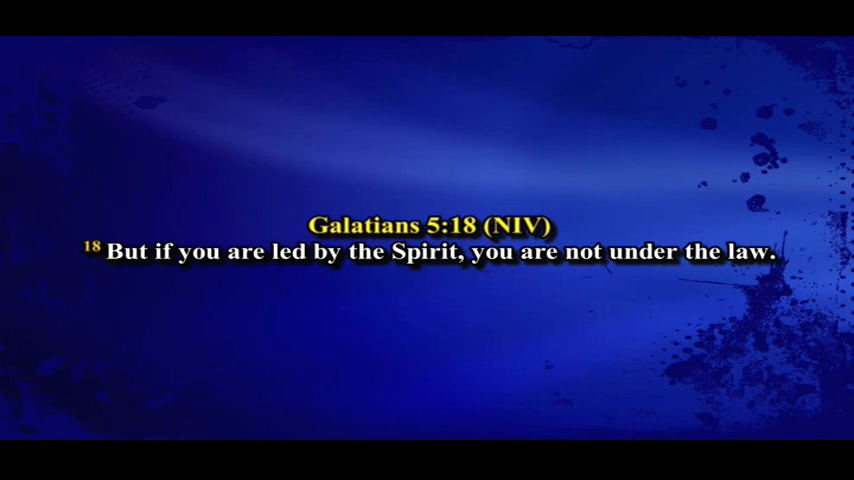 Galatians 5:18 (NIV)
18 But if you are led by the Spirit, you are not under the law.